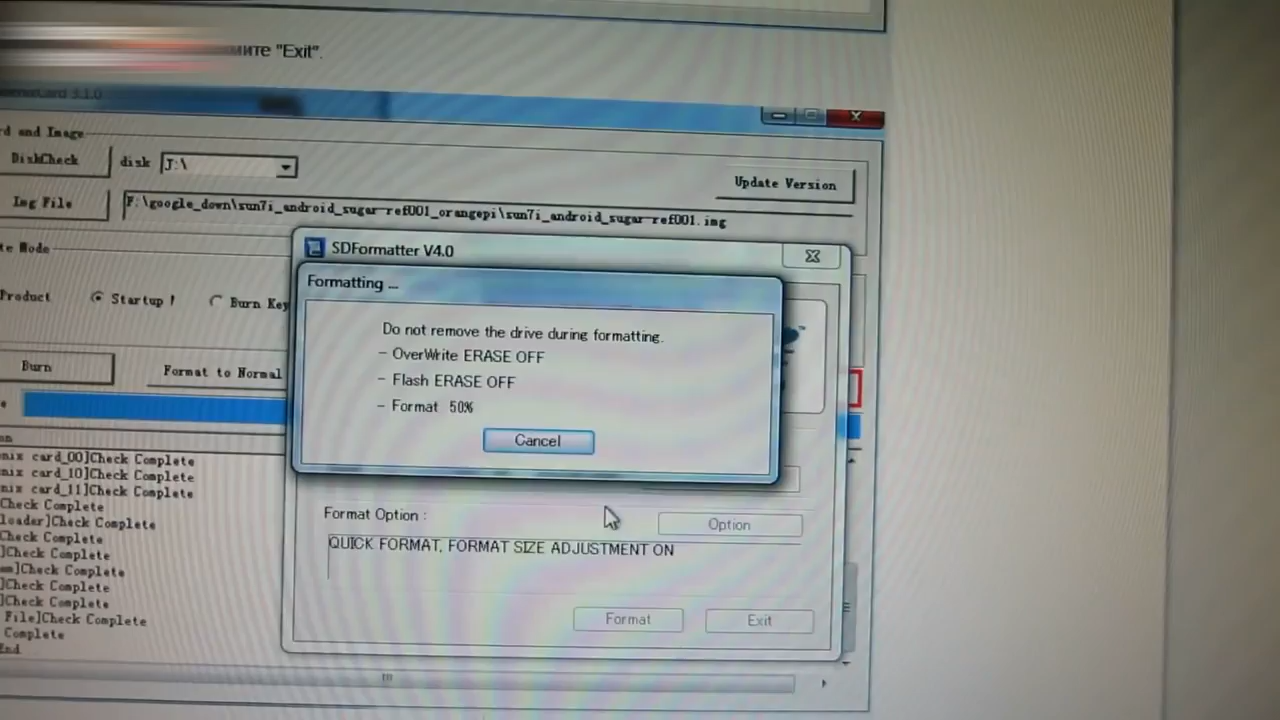 "Exit".
3.1.0
and Image
DiskCheck
disk
J:\
Update Version
Img File
F:\google_down\sun7i_android_sugar-ref001_orangepi\sun7i_android_sugar-ref001.img
Mode
Product
Startup !
Burn Key
Burn
Format to Normal
SDFormatter V4.0
Formatting ...
Do not remove the drive during formatting.
- OverWrite ERASE OFF
- Flash ERASE OFF
- Format 50%
Cancel
Format Option :
Option
QUICK FORMAT, FORMAT SIZE ADJUSTMENT ON
Format
Exit
card_00]Check Complete
card_10]Check Complete
card_11]Check Complete
Check Complete
]Check Complete
Check Complete
]Check Complete
]Check Complete
]Check Complete
]Check Complete
File]Check Complete
Complete